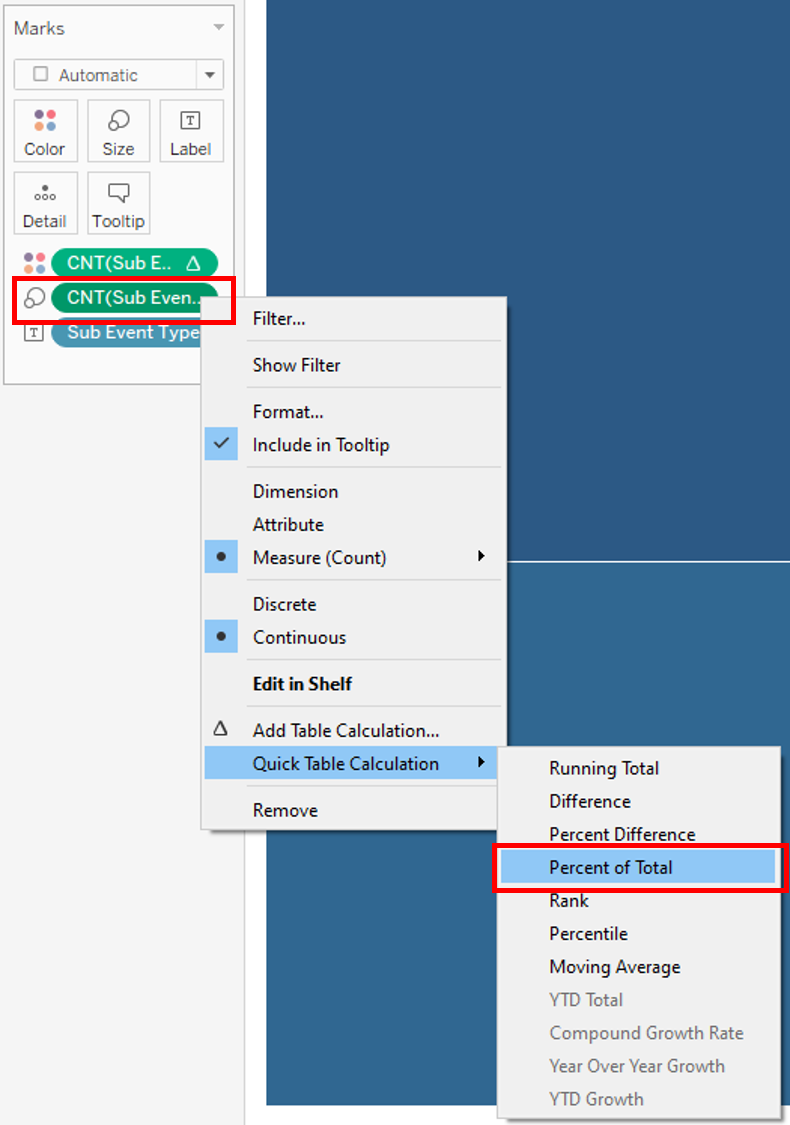 Marks
Automatic
Color Size Label
Detail Tooltip
CNT(Sub E..
CNT(Sub Even..
Sub Event Type
Filter...
Show Filter
Format...
Include in Tooltip
Dimension
Attribute
Measure (Count)
Discrete
Continuous
Edit in Shelf
Add Table Calculation...
Quick Table Calculation
Remove
Running Total
Difference
Percent Difference
Percent of Total
Rank
Percentile
Moving Average
YTD Total
Compound Growth Rate
Year Over Year Growth
YTD Growth